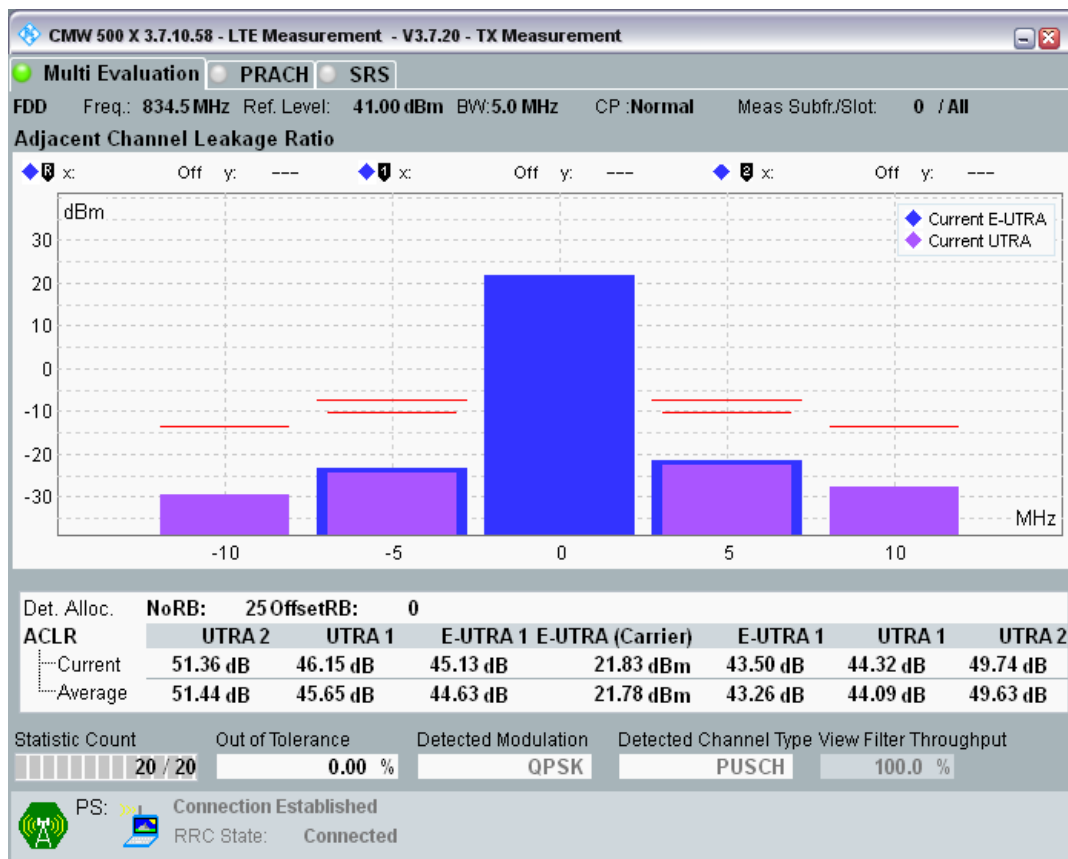 CMW 500 X 3.7.10.58 - LTE Measurement - V3.7.20 - TX Measurement
Multi Evaluation PRACH SRS
FDD Freq.: 834.5 MHz Ref. Level: 41.00 dBm BW:5.0 MHz CP :Normal Meas Subfr./Slot: 0 / All
Adjacent Channel Leakage Ratio
R x: Off y: --- 1 x: Off y: --- 2 x: Off y: ---
dBm
Current E-UTRA
Current UTRA
30
20
10
0
-10
-20
-30
MHz
-10 -5 0 5 10
Det. Alloc. NoRB: 25 OffsetRB: 0
ACLR UTRA 2 UTRA 1 E-UTRA 1 E-UTRA (Carrier) E-UTRA 1 UTRA 1 UTRA 2
Current 51.36 dB 46.15 dB 45.13 dB 21.83 dBm 43.50 dB 44.32 dB 49.74 dB
Average 51.44 dB 45.65 dB 44.63 dB 21.78 dBm 43.26 dB 44.09 dB 49.63 dB
Statistic Count Out of Tolerance Detected Modulation Detected Channel Type View Filter Throughput
20 / 20 0.00 % QPSK PUSCH 100.0 %
PS: Connection Established
RRC State: Connected